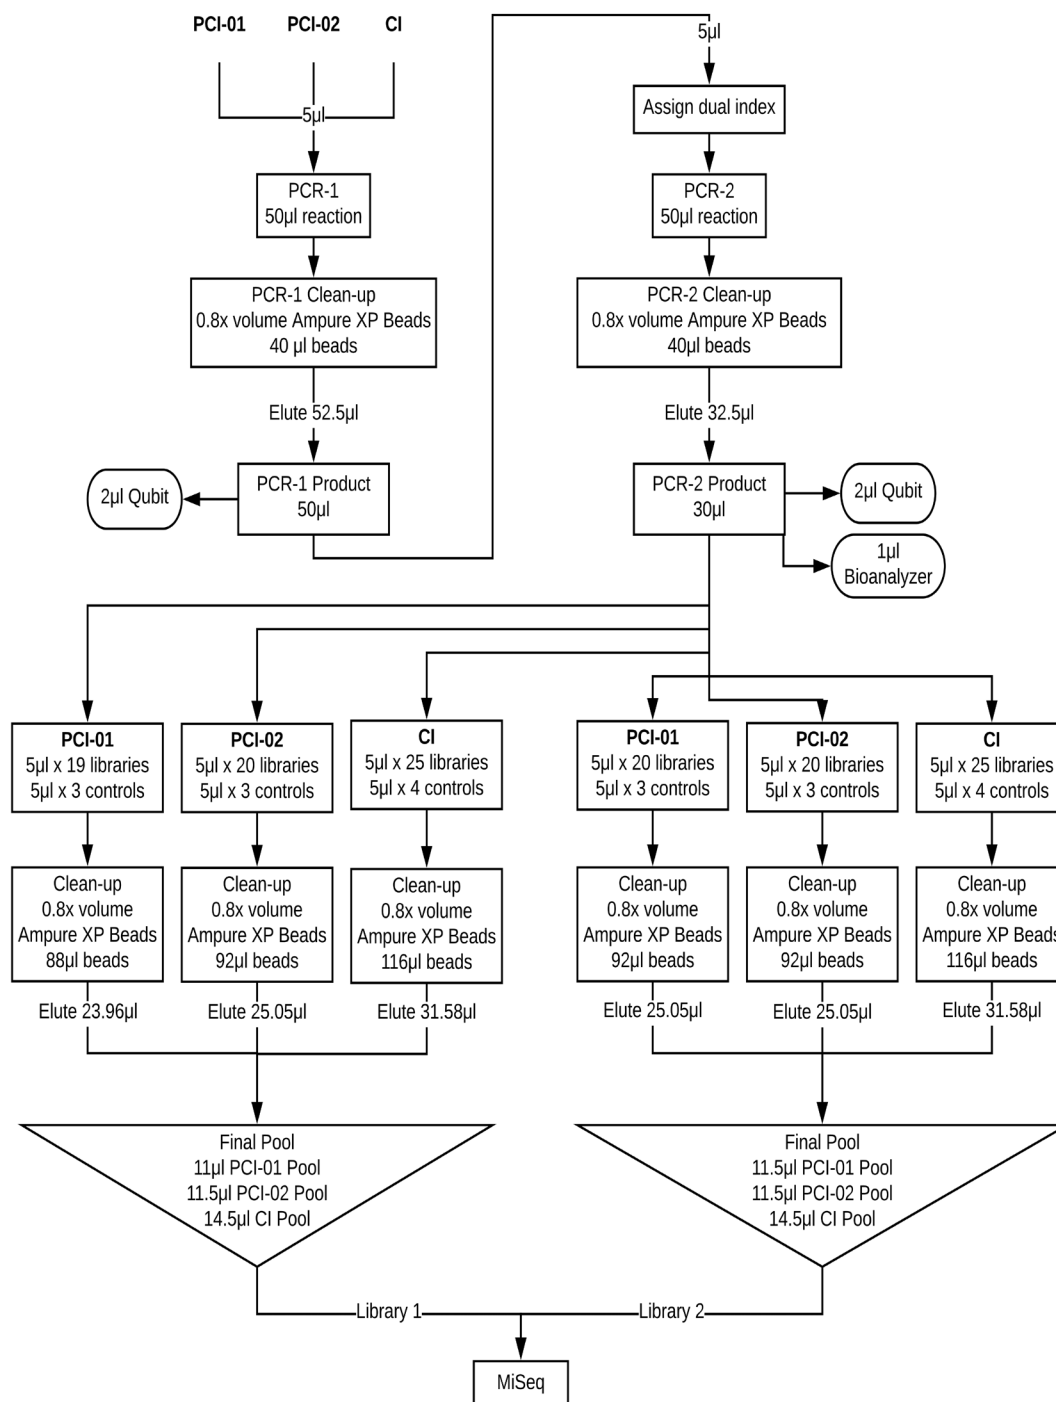 PCI-01 PCI-02 CI
5µl
PCR-1
50µl reaction
PCR-1 Clean-up
0.8x volume Ampure XP Beads
40 µl beads
Elute 52.5µl
PCR-1 Product
50µl
2µl Qubit
5µl
Assign dual index
PCR-2
50µl reaction
PCR-2 Clean-up
0.8x volume Ampure XP Beads
40µl beads
Elute 32.5µl
PCR-2 Product
30µl
2µl Qubit
1µl
Bioanalyzer
PCI-01
5µl x 19 libraries
5µl x 3 controls
PCI-02
5µl x 20 libraries
5µl x 3 controls
CI
5µl x 25 libraries
5µl x 4 controls
PCI-01
5µl x 20 libraries
5µl x 3 controls
PCI-02
5µl x 20 libraries
5µl x 3 controls
CI
5µl x 25 libraries
5µl x 4 controls
Clean-up
0.8x volume
Ampure XP Beads
88µl beads
Clean-up
0.8x volume
Ampure XP Beads
92µl beads
Clean-up
0.8x volume
Ampure XP Beads
116µl beads
Clean-up
0.8x volume
Ampure XP Beads
92µl beads
Clean-up
0.8x volume
Ampure XP Beads
92µl beads
Clean-up
0.8x volume
Ampure XP Beads
116µl beads
Elute 23.96µl
Elute 25.05µl
Elute 31.58µl
Elute 25.05µl
Elute 25.05µl
Elute 31.58µl
Final Pool
11µl PCI-01 Pool
11.5µl PCI-02 Pool
14.5µl CI Pool
Final Pool
11.5µl PCI-01 Pool
11.5µl PCI-02 Pool
14.5µl CI Pool
Library 1
Library 2
MiSeq